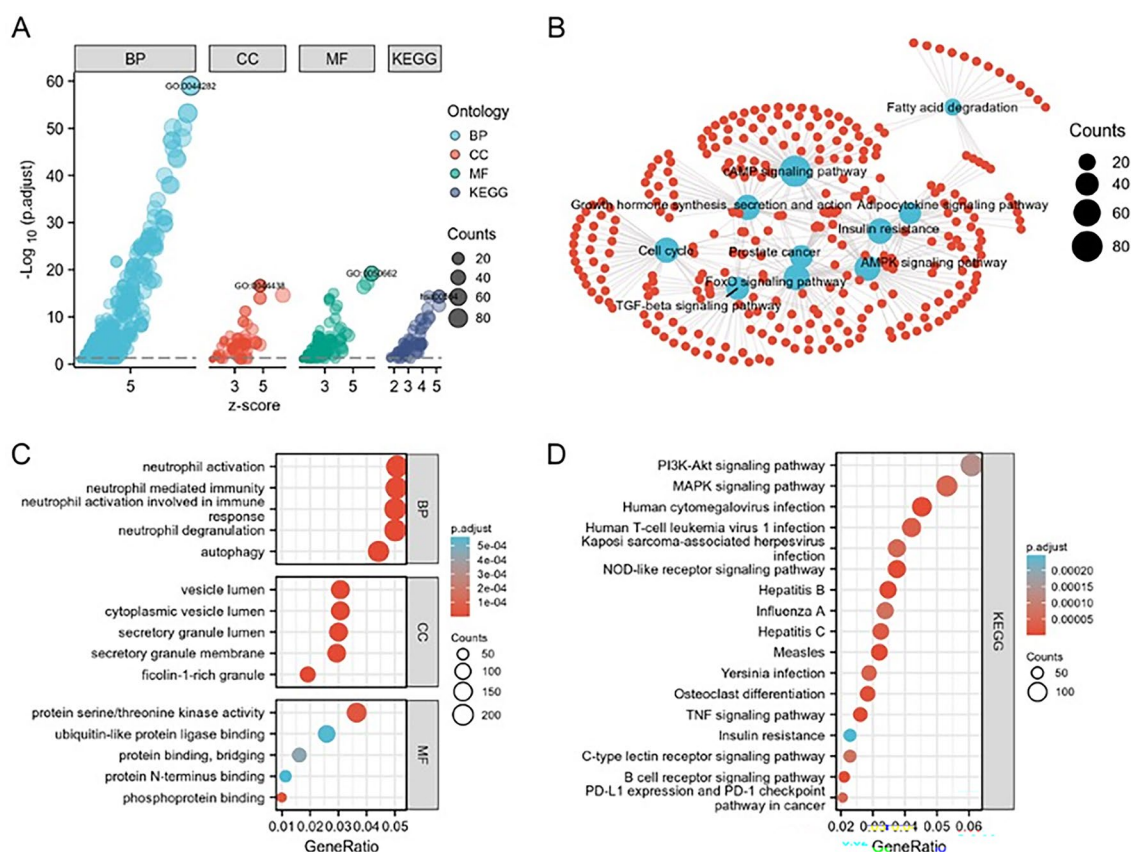 A
BP
CC
MF
KEGG
60
50
40
30
20
10
0
-Log 10 (p.adjust)
GO:0044282
GO:0044438
GO:0050662
5
3 5
3 5
2 3 4 5
z-score
Ontology
BP
CC
MF
KEGG
Counts
20
40
60
80
B
Fatty acid degradation
cAMP signaling pathway
Growth hormone synthesis, secretion and action
Adipocytokine signaling pathway
Insulin resistance
Cell cycle
Prostate cancer
AMPK signaling pathway
FoxO signaling pathway
TGF-beta signaling pathway
Counts
20
40
60
80
C
neutrophil activation
neutrophil mediated immunity
neutrophil activation involved in immune
response
neutrophil degranulation
autophagy
BP
vesicle lumen
cytoplasmic vesicle lumen
secretory granule lumen
secretory granule membrane
ficolin-1-rich granule
CC
protein serine/threonine kinase activity
ubiquitin-like protein ligase binding
protein binding, bridging
protein N-terminus binding
phosphoprotein binding
MF
0.01 0.02 0.03 0.04 0.05
GeneRatio
p.adjust
5e-04
4e-04
3e-04
2e-04
1e-04
Counts
50
100
150
200
D
PI3K-Akt signaling pathway
MAPK signaling pathway
Human cytomegalovirus infection
Human T-cell leukemia virus 1 infection
Kaposi sarcoma-associated herpesvirus
infection
NOD-like receptor signaling pathway
Hepatitis B
Influenza A
Hepatitis C
Measles
Yersinia infection
Osteoclast differentiation
TNF signaling pathway
Insulin resistance
C-type lectin receptor signaling pathway
B cell receptor signaling pathway
PD-L1 expression and PD-1 checkpoint
pathway in cancer
KEGG
0.02 0.03 0.04 0.05 0.06
GeneRatio
p.adjust
0.00020
0.00015
0.00010
0.00005
Counts
50
100